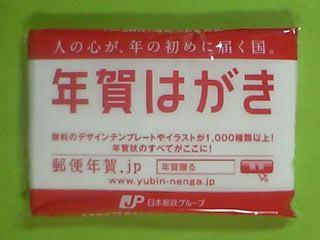 人の心が、年の初めに届く国。
年賀はがき
無料のデザインテンプレートやイラストが1,000種類以上!
年賀状のすべてがここに!
郵便年賀.jp 年賀贈る 検索
www.yubin-nenga.jp
JP 日本郵政グループ